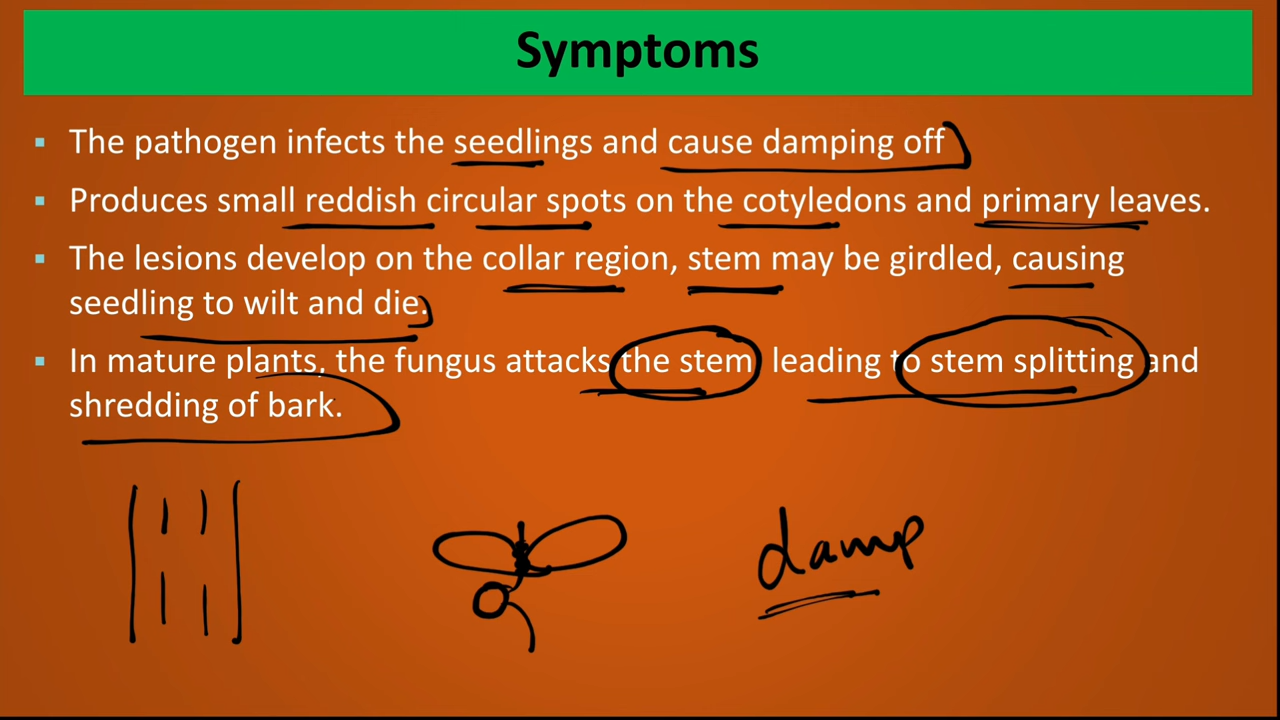 Symptoms
▪ The pathogen infects the seedlings and cause damping off
▪ Produces small reddish circular spots on the cotyledons and primary leaves.
▪ The lesions develop on the collar region, stem may be girdled, causing
seedling to wilt and die.
▪ In mature plants, the fungus attacks the stem leading to stem splitting and
shredding of bark.
damp